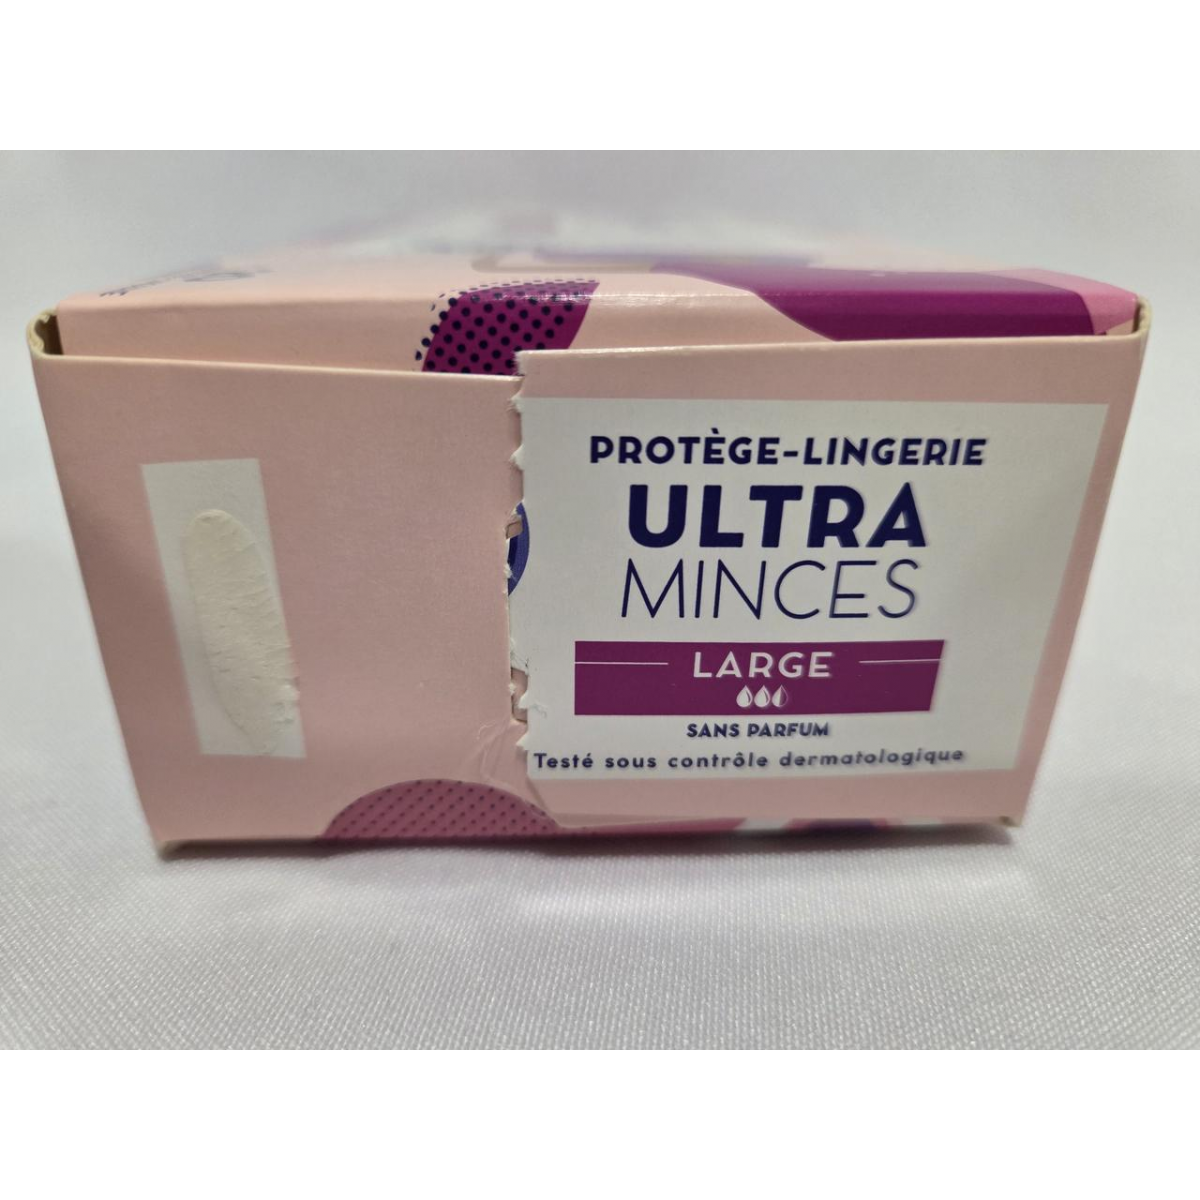 PROTÈGE-LINGERIE
ULTRA
MINCES
LARGE
SANS PARFUM
Testé sous contrôle dermatologique